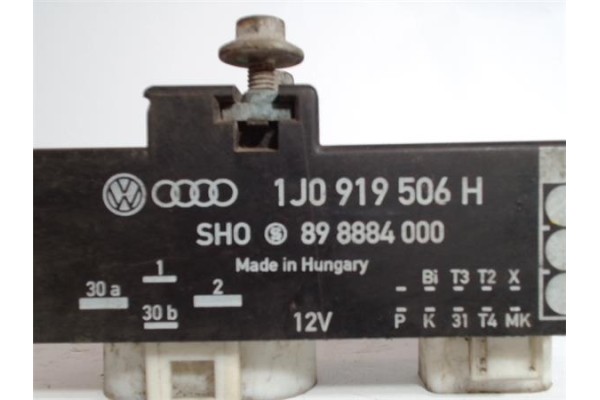 VW 1J0 919 506 H
SHO S 89 8884 000
Made in Hungary
1
30 a 2
30 b
12V
- Bi T3 T2 X
P K 31 T4 MK